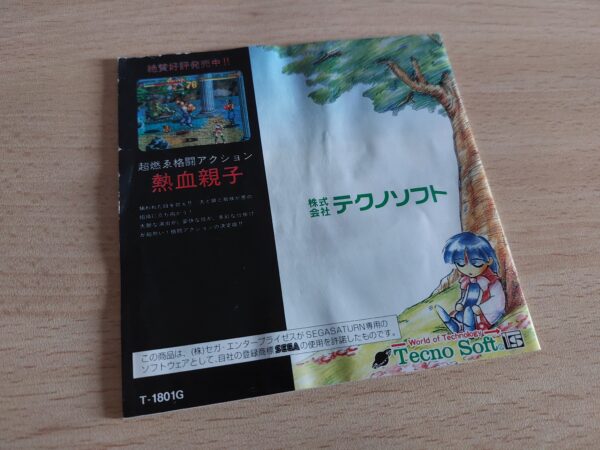 絶賛好評発売中!!
78
超燃ゑ格闘アクション
熱血親子
株式会社 テクノソフト
この商品は、(株)セガ・エンタープライゼスがSEGASATURN専用の
ソフトウェアとして、自社の登録商標SEGAの使用を許諾したものです。
World of Technology
Tecno Soft
T-1801G